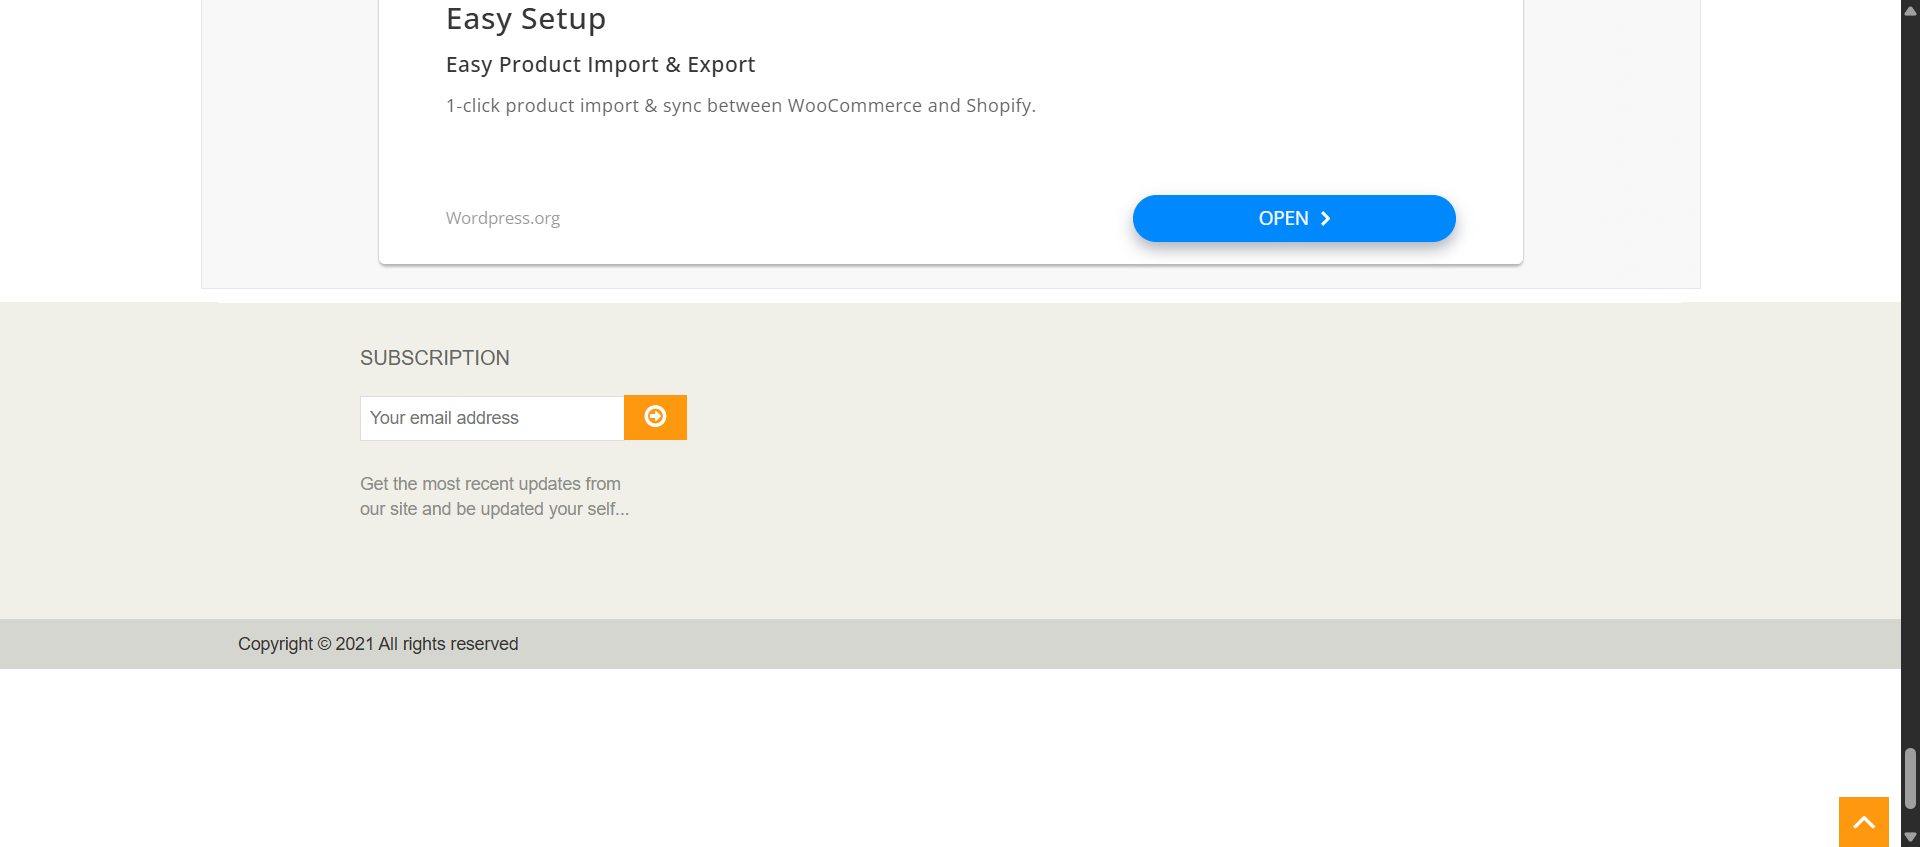 Easy Setup
Easy Product Import & Export
1-click product import & sync between WooCommerce and Shopify.
Wordpress.org
OPEN
SUBSCRIPTION
Your email address
Get the most recent updates from
our site and be updated your self...
Copyright © 2021 All rights reserved